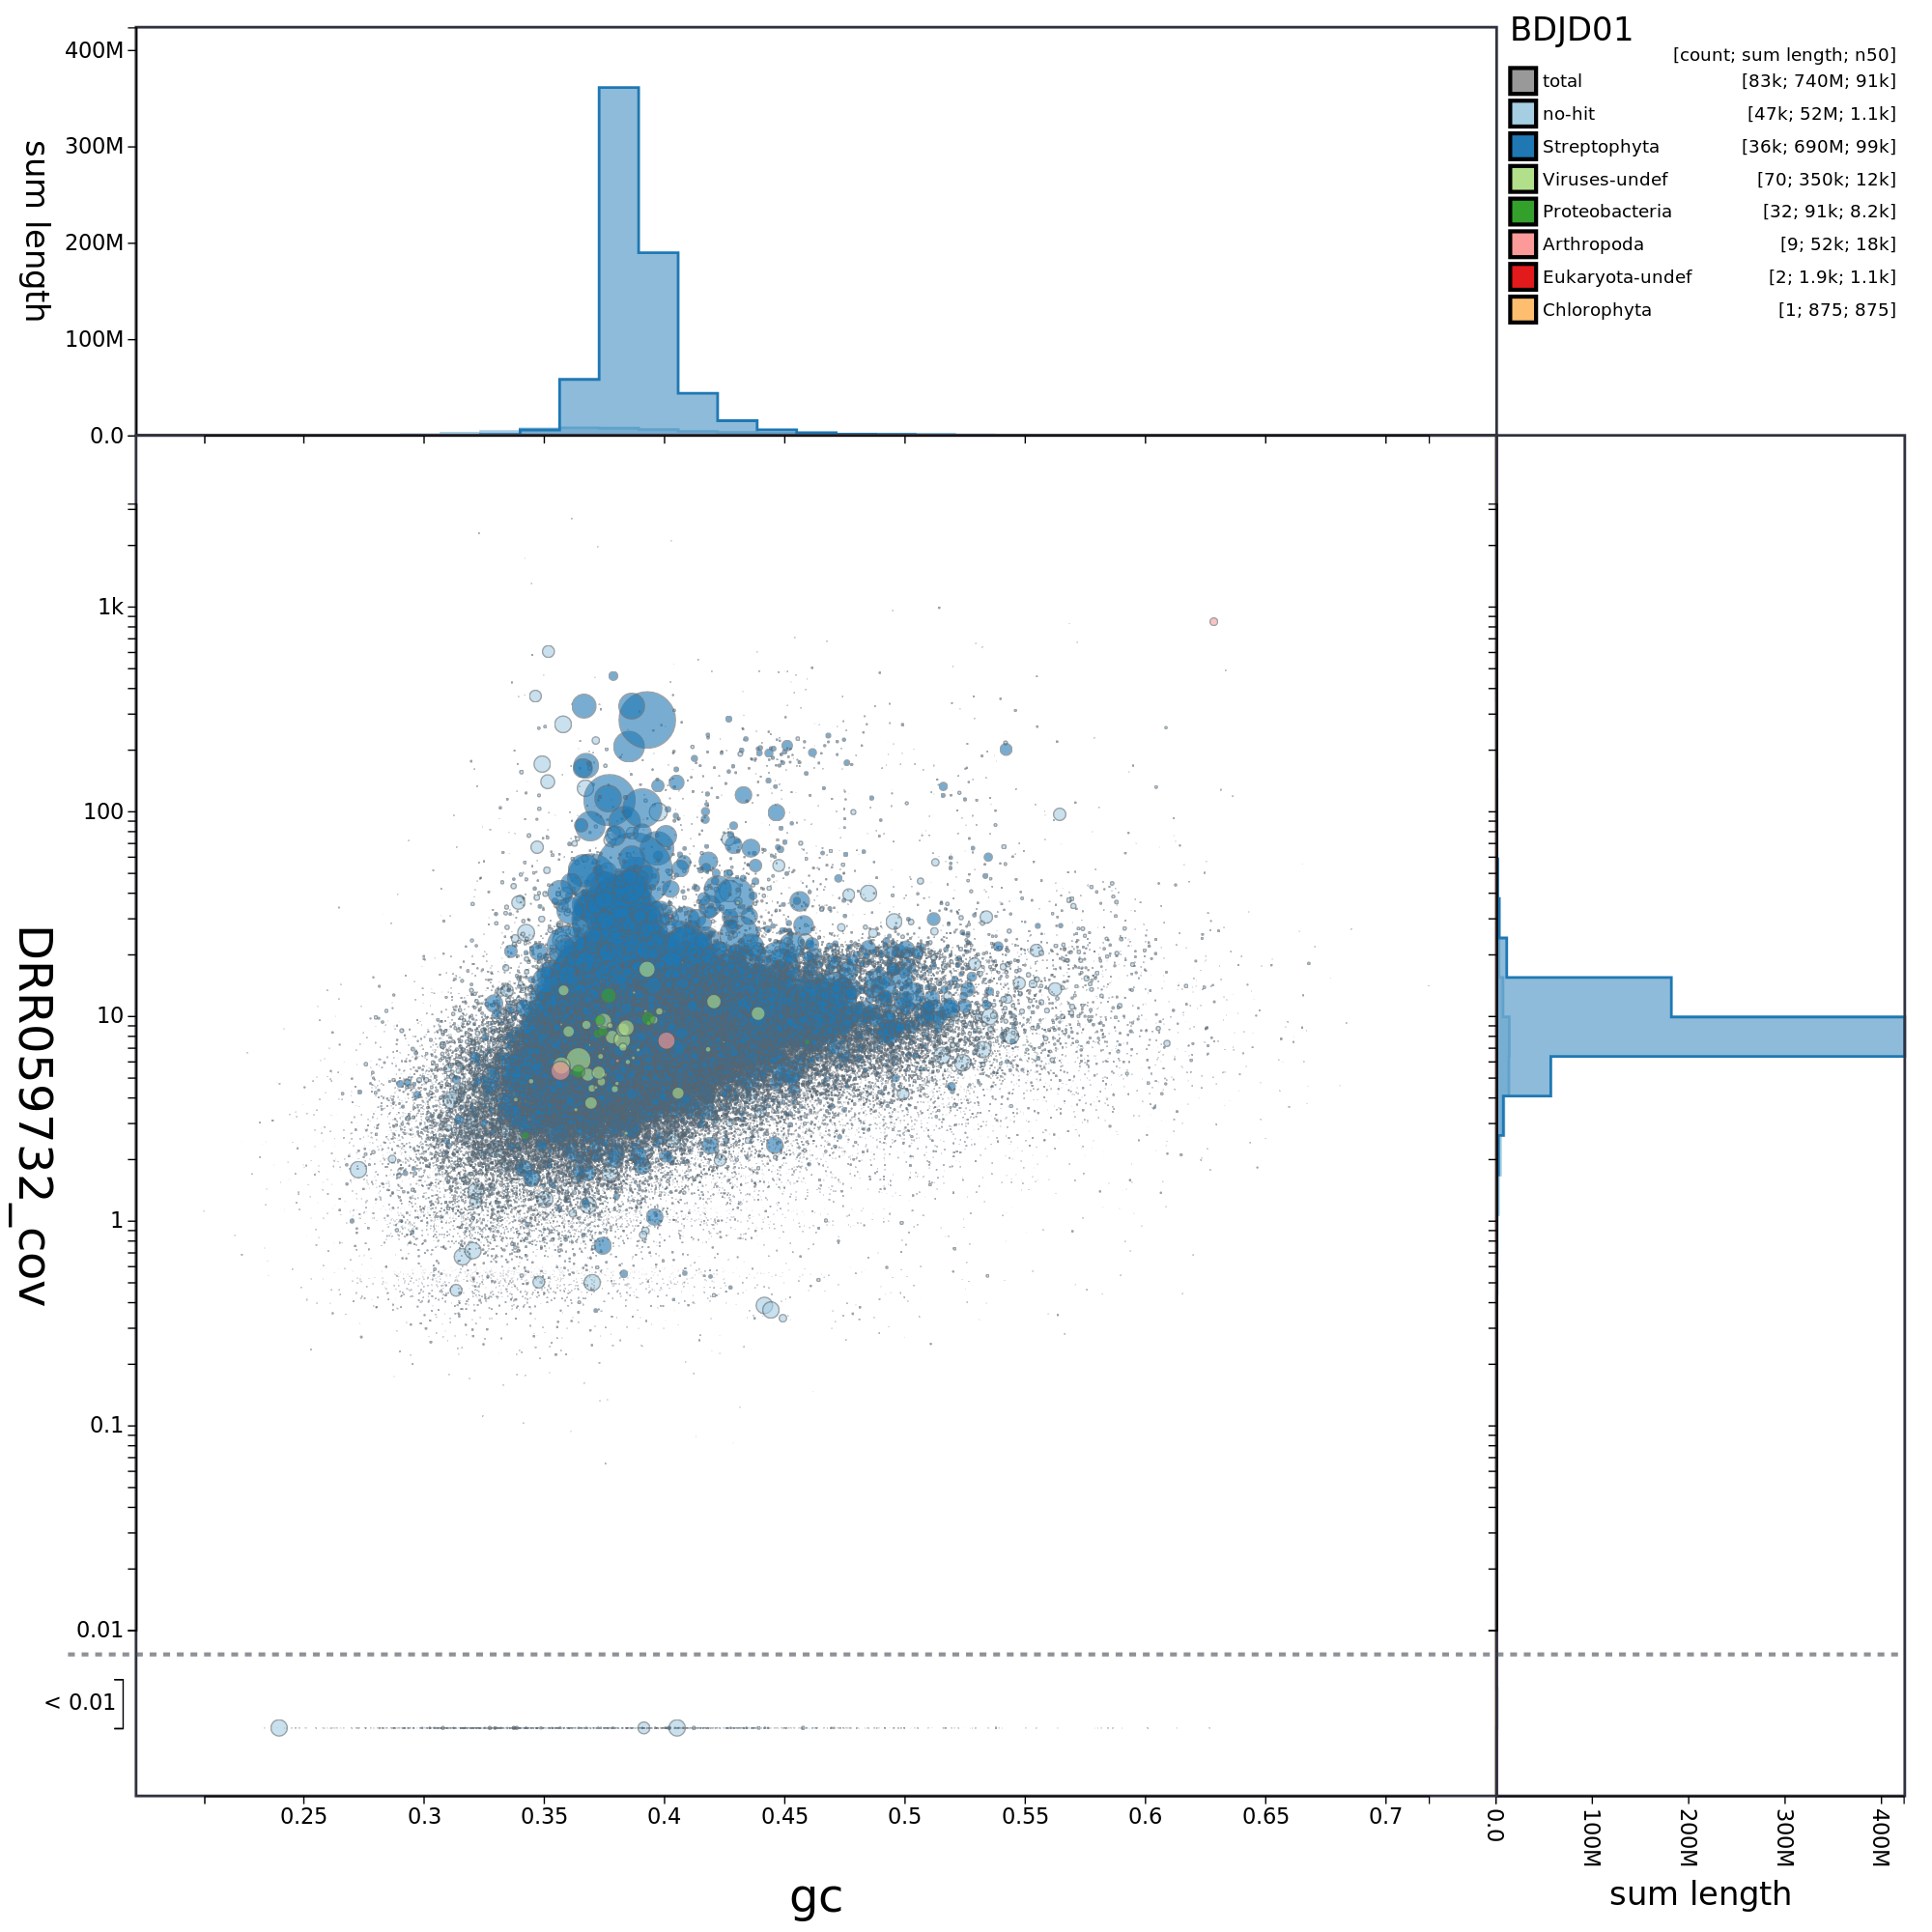 BDJD01
[count; sum length; n50]
total [83k; 740M; 91k]
no-hit [47k; 52M; 1.1k]
Streptophyta [36k; 690M; 99k]
Viruses-undef [70; 350k; 12k]
Proteobacteria [32; 91k; 8.2k]
Arthropoda [9; 52k; 18k]
Eukaryota-undef [2; 1.9k; 1.1k]
Chlorophyta [1; 875; 875]
sum length
400M
300M
200M
100M
0.0
DRR059732_cov
1k
100
10
1
0.1
0.01
< 0.01
0.25 0.3 0.35 0.4 0.45 0.5 0.55 0.6 0.65 0.7
gc
0.0 100M 200M 300M 400M
sum length